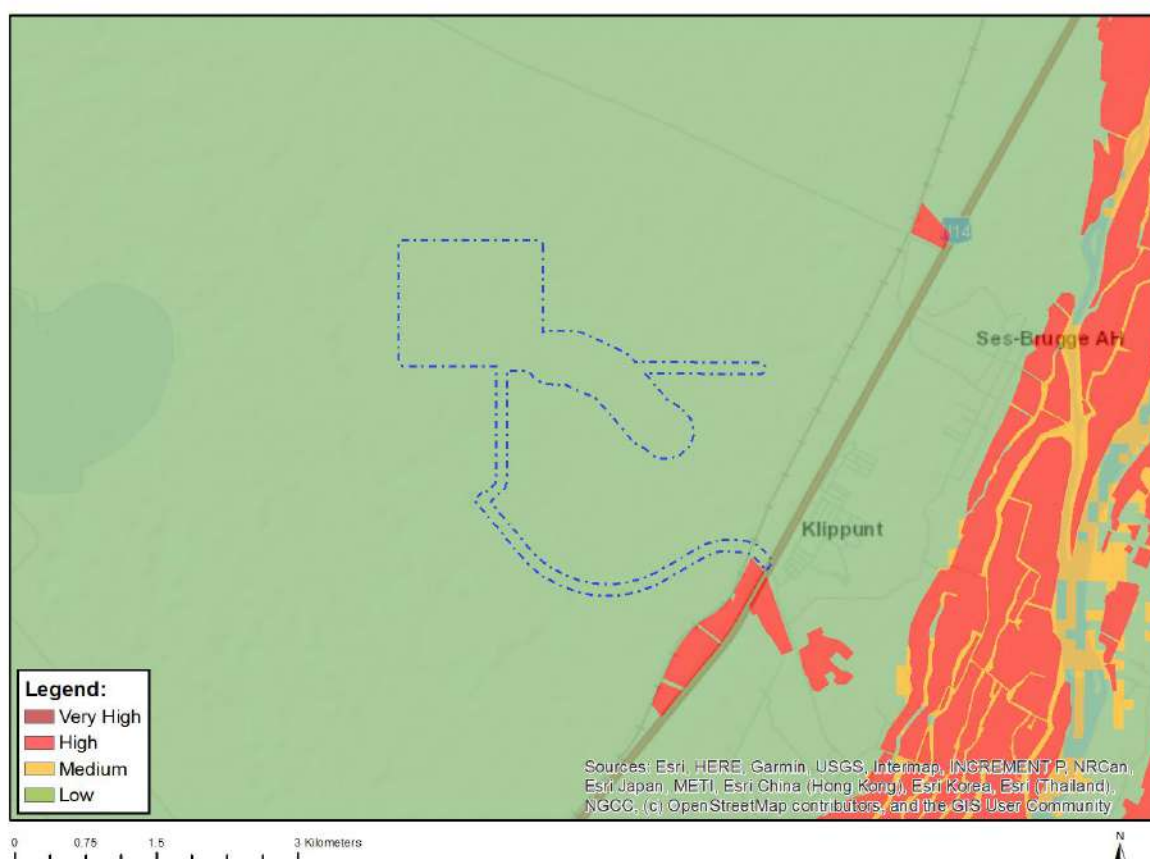 N14
Ses-Brugge AH
Klippunt
Legend:
Very High
High
Medium
Low
Sources: Esri, HERE, Garmin, USGS, Intermap, INCREMENT P, NRCan,
Esri Japan, METI, Esri China (Hong Kong), Esri Korea, Esri (Thailand),
NGCC, (c) OpenStreetMap contributors, and the GIS User Community
0 0.75 1.5 3 Kilometers
N